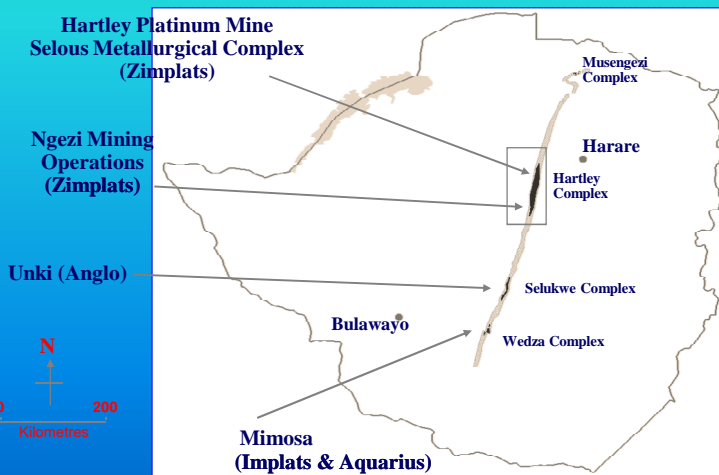 Hartley Platinum Mine
Selous Metallurgical Complex
(Zimplats)
Musengezi
Complex
Ngezi Mining
Operations
(Zimplats)
Harare
Hartley
Complex
Unki (Anglo)
Selukwe Complex
Bulawayo
Wedza Complex
N
0 200
Kilometres
Mimosa
(Implats & Aquarius)